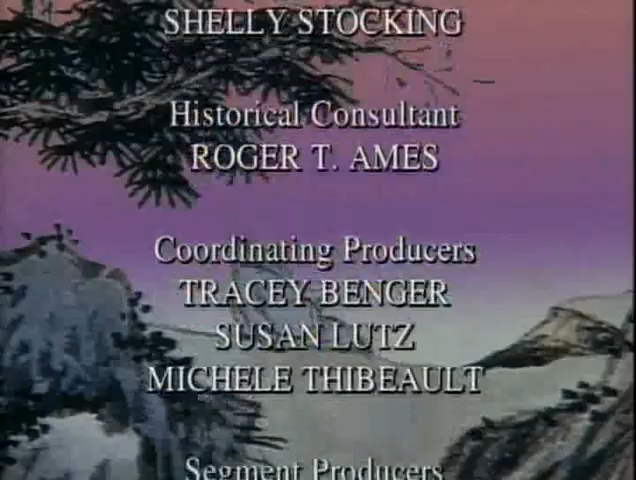 SHELLY STOCKING
Historical Consultant
ROGER T. AMES
Coordinating Producers
TRACEY BENGER
SUSAN LUTZ
MICHELE THIBEAULT
Segment Producers